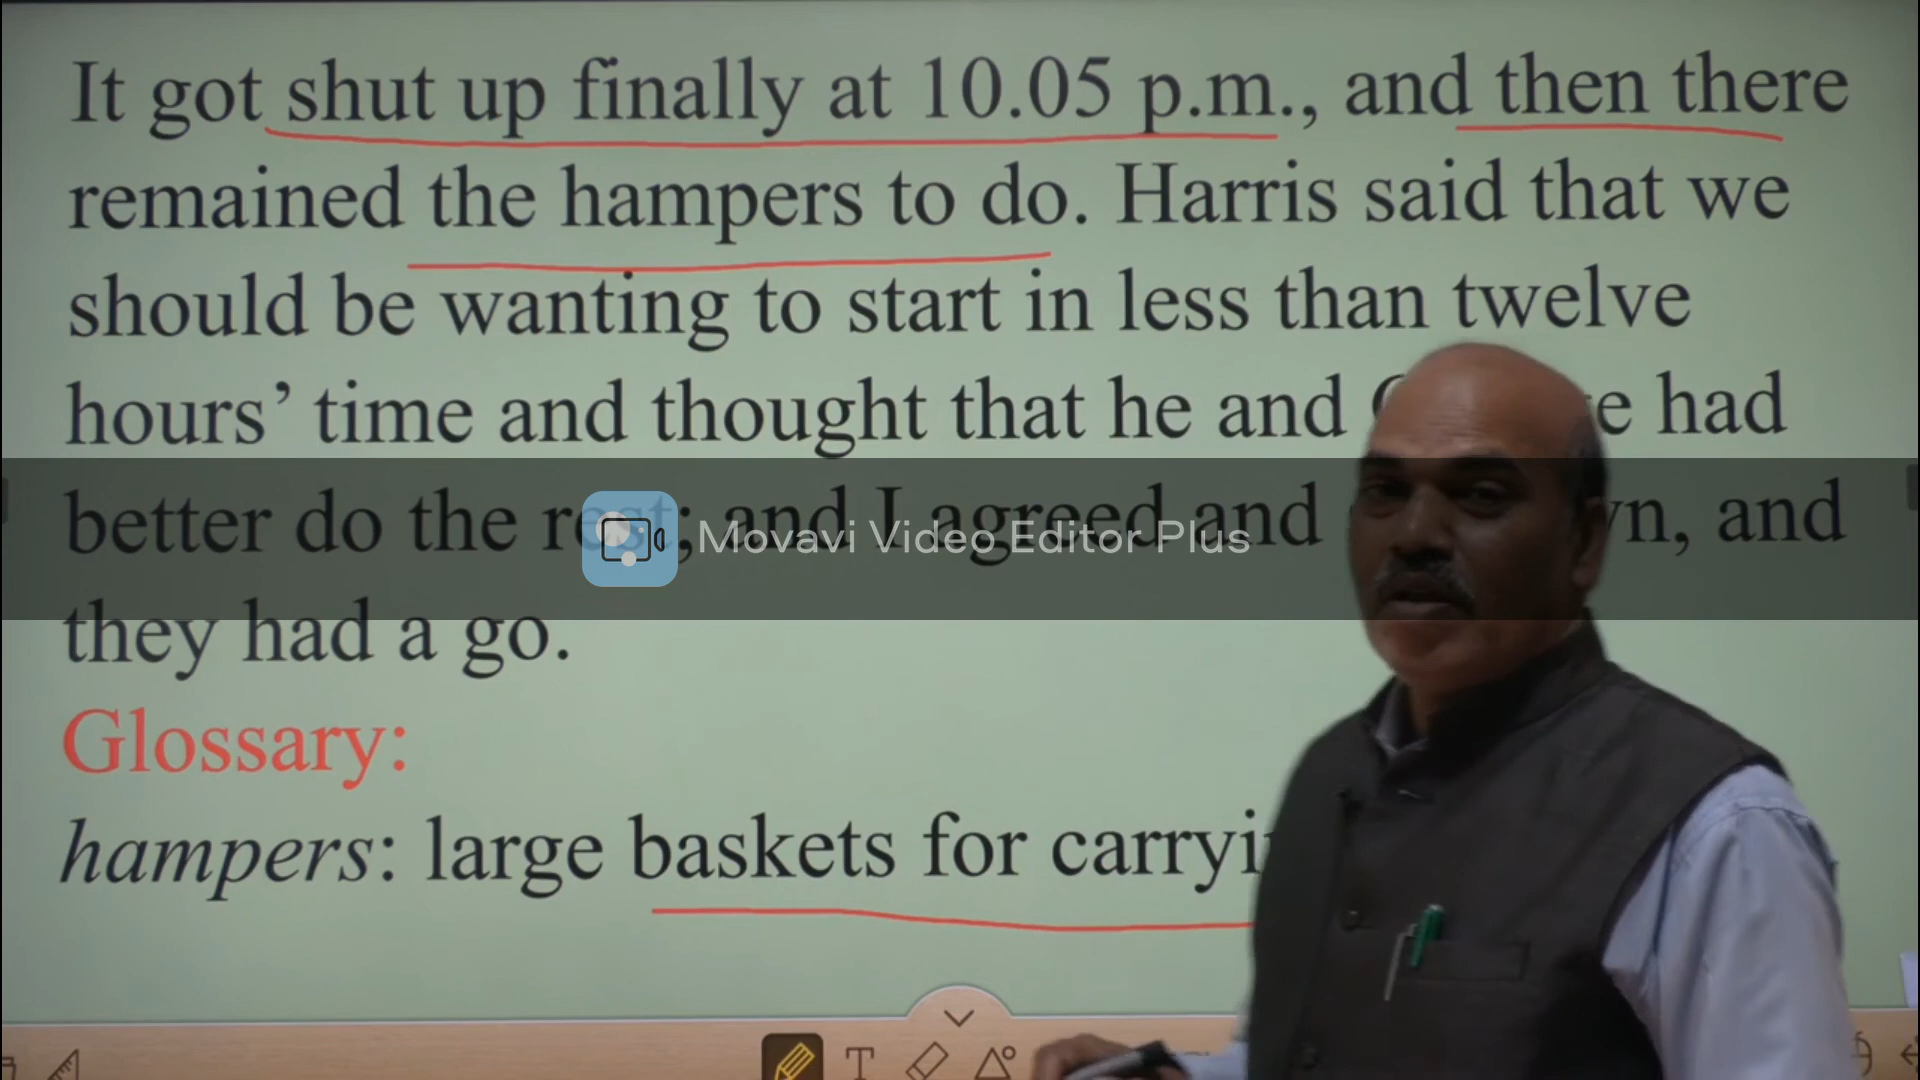 It got shut up finally at 10.05 p.m., and then there
remained the hampers to do. Harris said that we
should be wanting to start in less than twelve
hours’ time and thought that he and had
better do the rest; and I agreed and and
Movavi Video Editor Plus
they had a go.
Glossary:
hampers: large baskets for